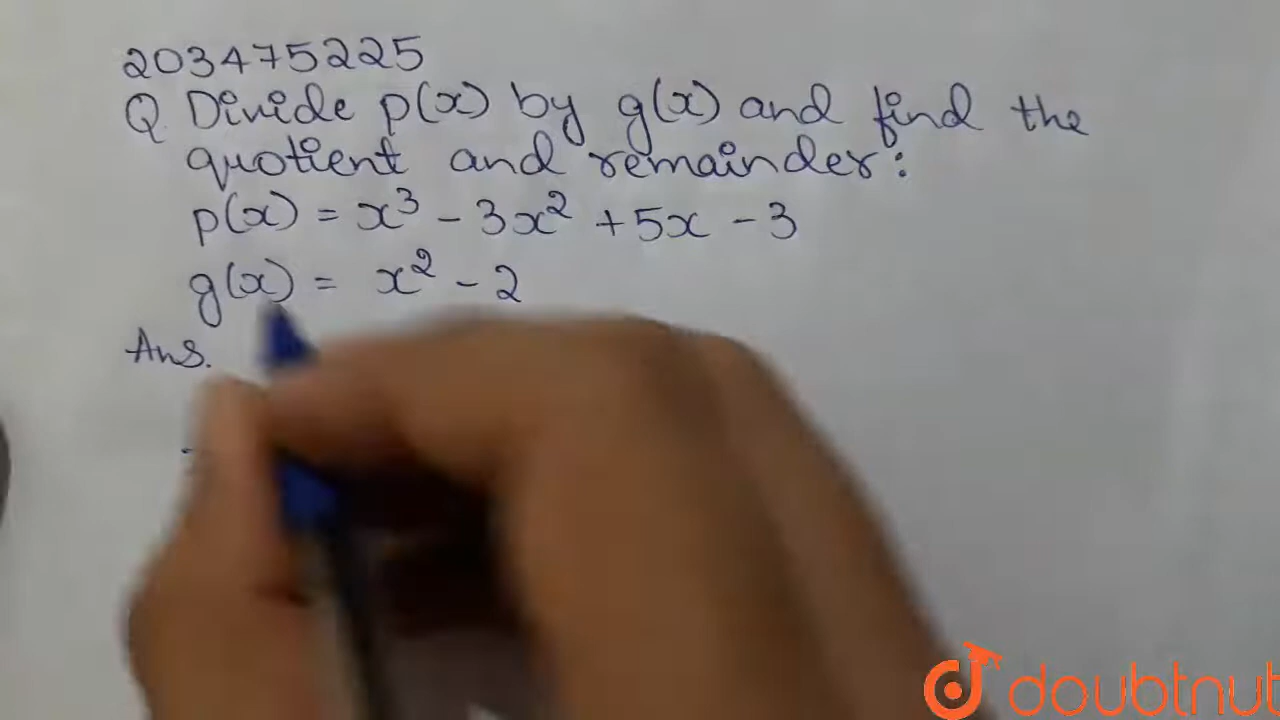 203475225
Q Divide p(x) by g(x) and find the
quotient and remainder:
p(x) = x³ - 3x² + 5x - 3
g(x) = x² - 2
Ans.
doubtnut